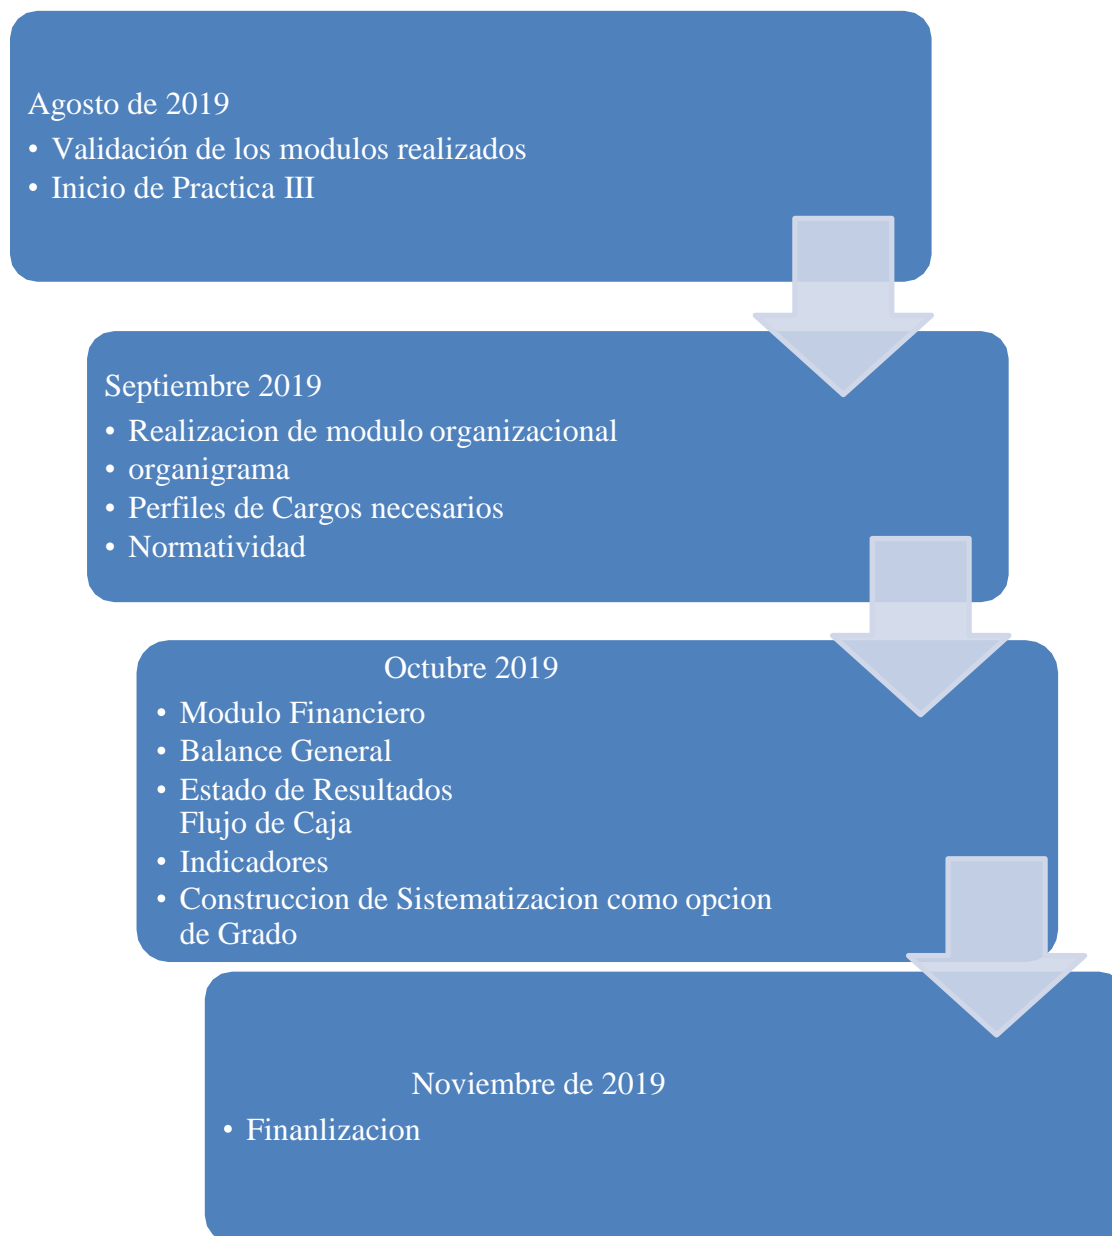 Agosto de 2019
• Validación de los modulos realizados
• Inicio de Practica III
Septiembre 2019
• Realizacion de modulo organizacional
• organigrama
• Perfiles de Cargos necesarios
• Normatividad
Octubre 2019
• Modulo Financiero
• Balance General
• Estado de Resultados
Flujo de Caja
• Indicadores
• Construccion de Sistematizacion como opcion
de Grado
Noviembre de 2019
• Finanlizacion